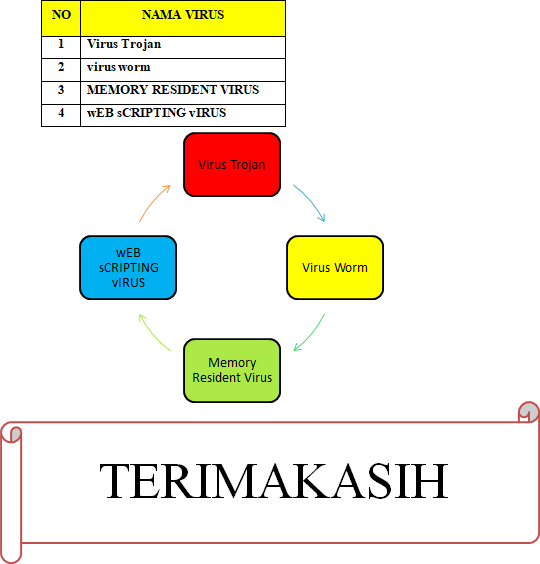 NO NAMA VIRUS
1 Virus Trojan
2 virus worm
3 MEMORY RESIDENT VIRUS
4 wEB sCRIPTING vIRUS
Virus Trojan
wEB
sCRIPTING
vIRUS
Virus Worm
Memory
Resident Virus
TERIMAKASIH